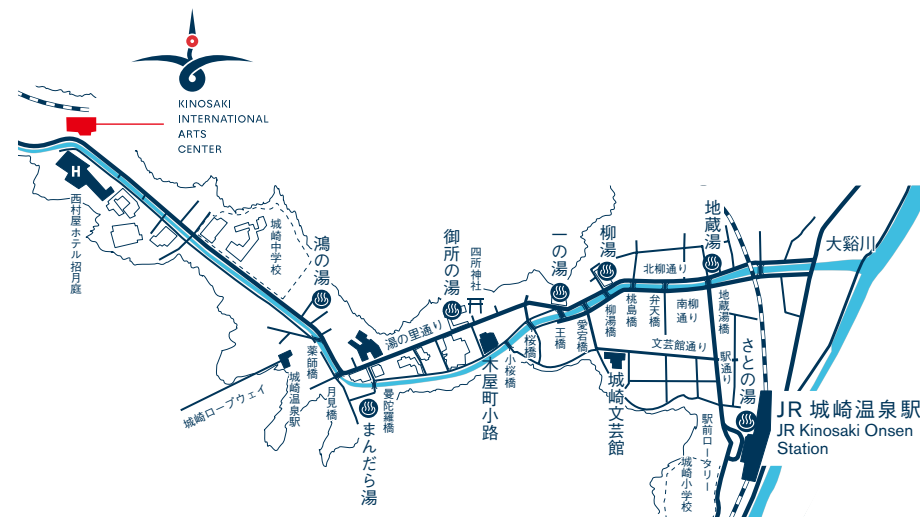 KINOSAKI
INTERNATIONAL
ARTS
CENTER
H
西村屋ホテル招月庭
城崎中学校
鴻の湯
御所の湯
四所神社
一の湯
柳湯
地蔵湯
大谿川
北柳通り
湯の里通り
桃島橋
弁天橋
南柳
通り
地蔵湯橋
柳湯橋
愛宕橋
王橋
桜橋
小桜橋
文芸館通り
駅通り
さとの湯
薬師橋
城崎温泉駅
城崎ロープウェイ
月見橋
曼陀羅橋
まんだら湯
木屋町小路
城崎文芸館
駅前ロータリー
城崎小学校
JR 城崎温泉駅
JR Kinosaki Onsen
Station